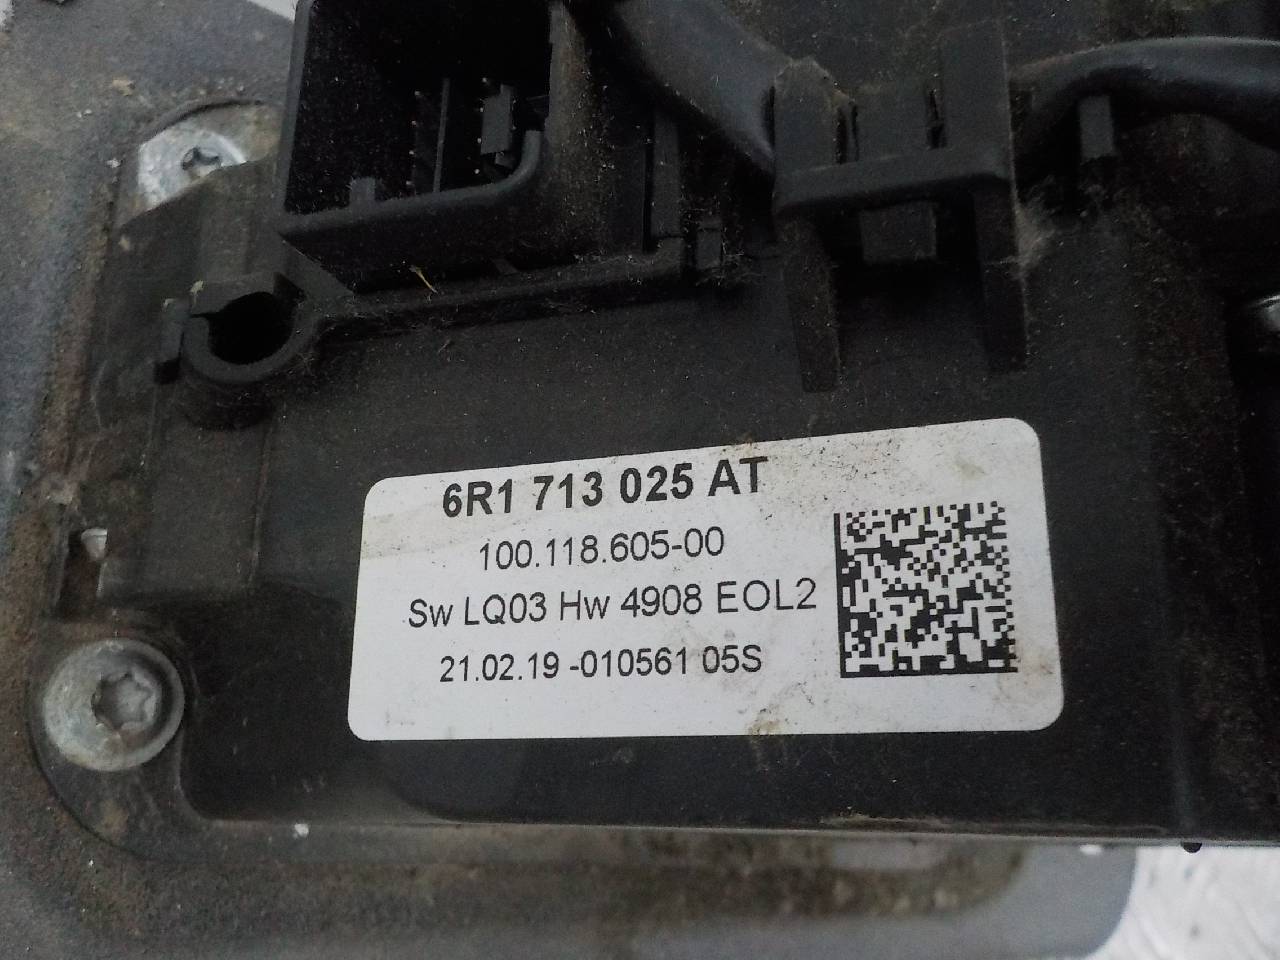 6R1 713 025 AT
100.118.605-00
Sw LQ03 Hw 4908 EOL2
21.02.19 -010561 05S